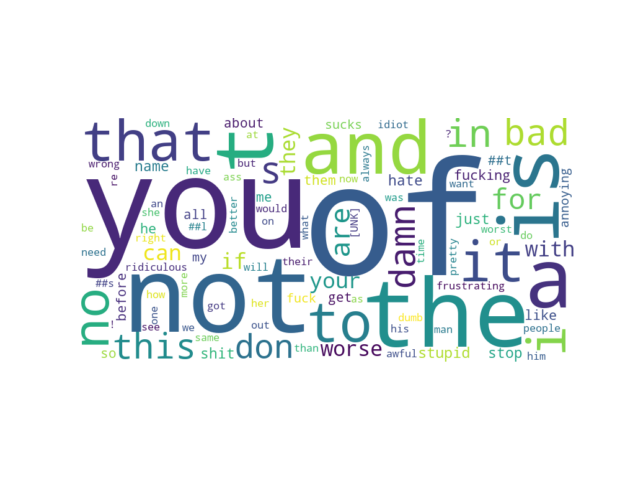 down
about
sucks
idiot
that
t
they
and
?
in
bad
wrong
name
have
at
but
s
them
now
always
hate
##t
is
re
an
ass
me
was
fucking
want
for
annoying
you
of
she
all
##l
better
would
on
what
are
[UNK]
damn
just
worst
do
be
he
right
can
my
if
will
their
your
time
pretty
it
or
with
need
ridiculous
more
a
##s
before
how
got
her
fuck
get
as
frustrating
like
no
!
one
not
to
the
dumb
his
man
people
i
see
we
out
same
so
this
shit
don
than
worse
awful
stupid
stop
him